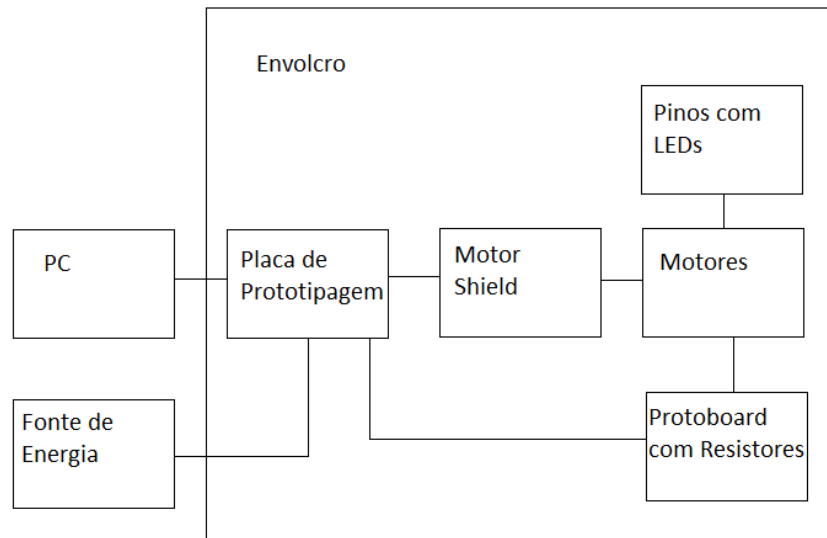 Envolcro
Pinos com
LEDs
PC
Placa de
Prototipagem
Motor
Shield
Motores
Fonte de
Energia
Protoboard
com Resistores